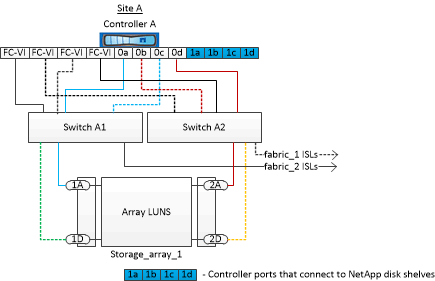 Site A
Controller A
FC-VI FC-VI FC-VI FC-VI 0a 0b 0c 0d 1a 1b 1c 1d
Switch A1 Switch A2
fabric_1 ISLs
fabric_2 ISLs
1A 2A
Array LUNS
1D 2D
Storage_array_1
1a 1b 1c 1d - Controller ports that connect to NetApp disk shelves